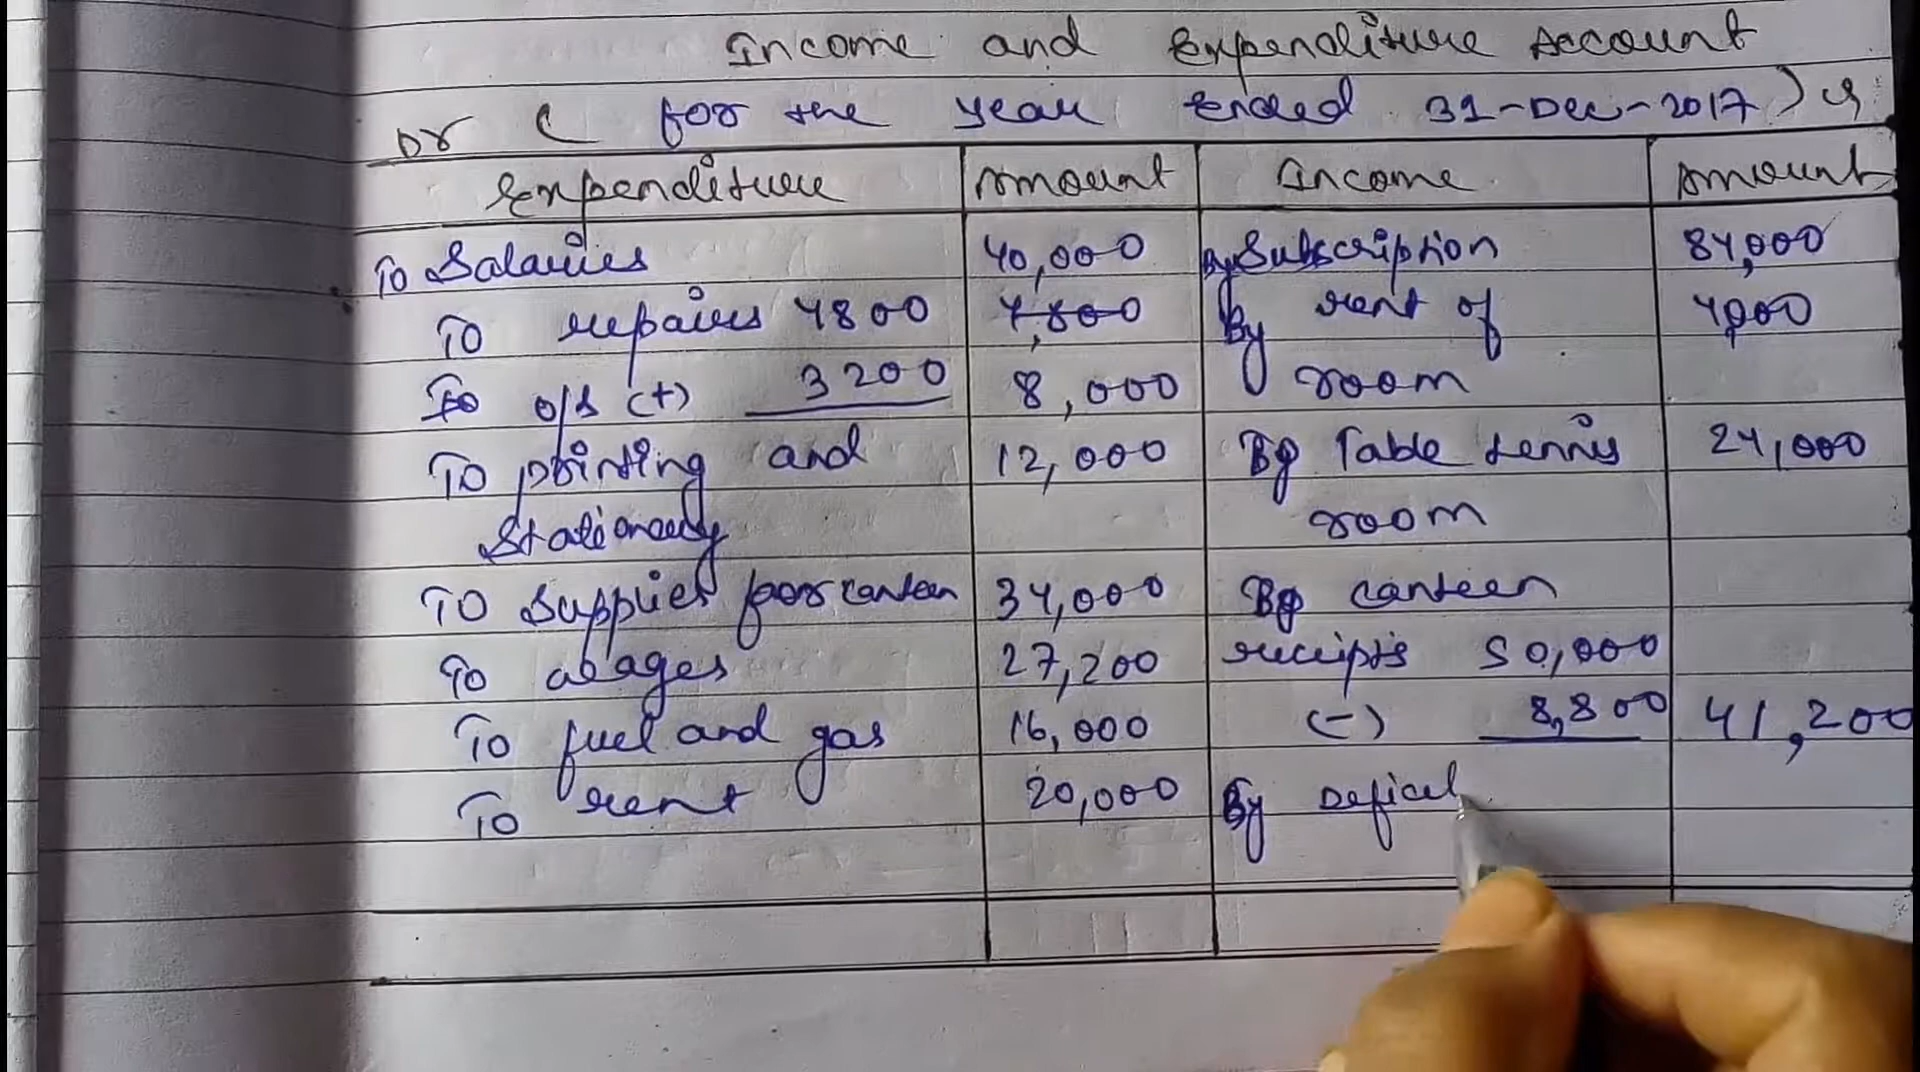 Income and Expenditure Account
Dr ( for the year ended 31-Dec-2017) Cr
Expenditure Amount Income Amount
To Salaries 40,000 By Subscription 84,000
To repairs 4800 4,800 By rent of 4,000
To o/s (+) 3200 8,000 room
To printing and 12,000 By Table tennis 24,000
Stationery room
To Supplies for canteen 34,000 By canteen
To wages 27,200 receipts 50,000
To fuel and gas 16,000 (-) 8,800 41,200
To rent 20,000 By Deficit